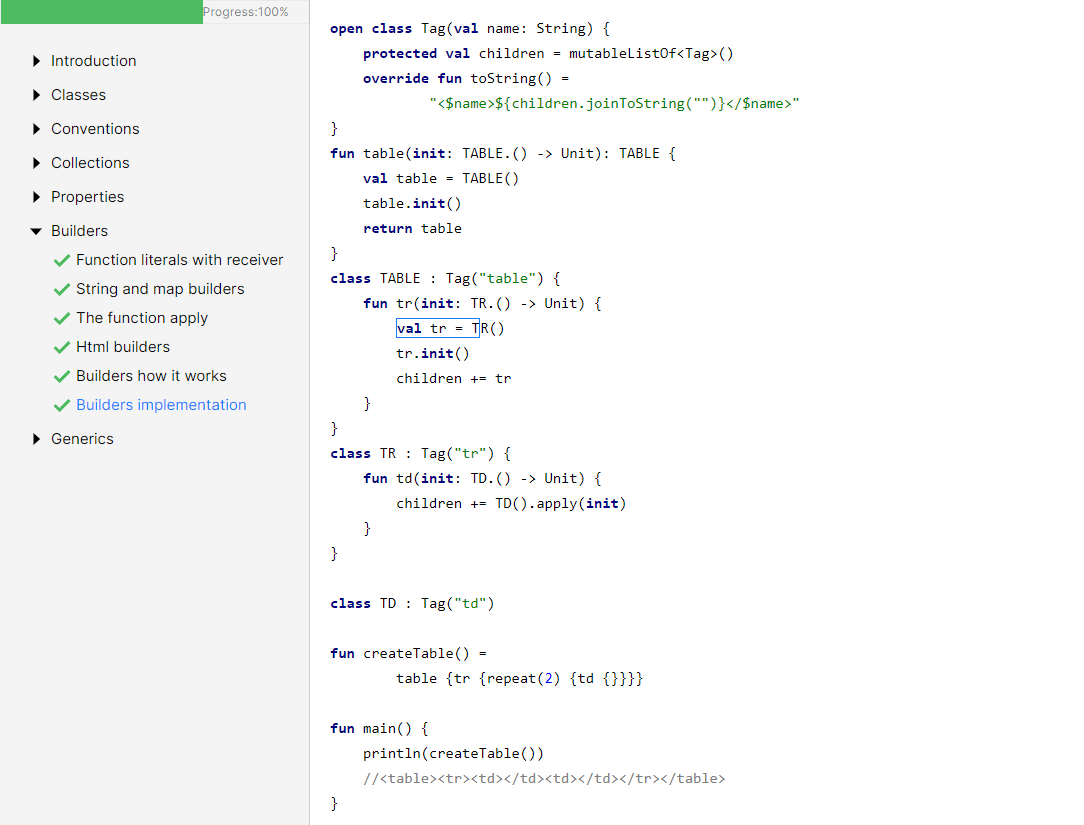 Progress:100%
Introduction
Classes
Conventions
Collections
Properties
Builders
Function literals with receiver
String and map builders
The function apply
Html builders
Builders how it works
Builders implementation
Generics
open class Tag(val name: String) {
    protected val children = mutableListOf<Tag>()
    override fun toString() =
            "<$name>${children.joinToString("")}</$name>"
}
fun table(init: TABLE.() -> Unit): TABLE {
    val table = TABLE()
    table.init()
    return table
}
class TABLE : Tag("table") {
    fun tr(init: TR.() -> Unit) {
        val tr = TR()
        tr.init()
        children += tr
    }
}
class TR : Tag("tr") {
    fun td(init: TD.() -> Unit) {
        children += TD().apply(init)
    }
}
class TD : Tag("td")
fun createTable() =
        table {tr {repeat(2) {td {}}}}
fun main() {
    println(createTable())
    //<table><tr><td></td><td></td></tr></table>
}